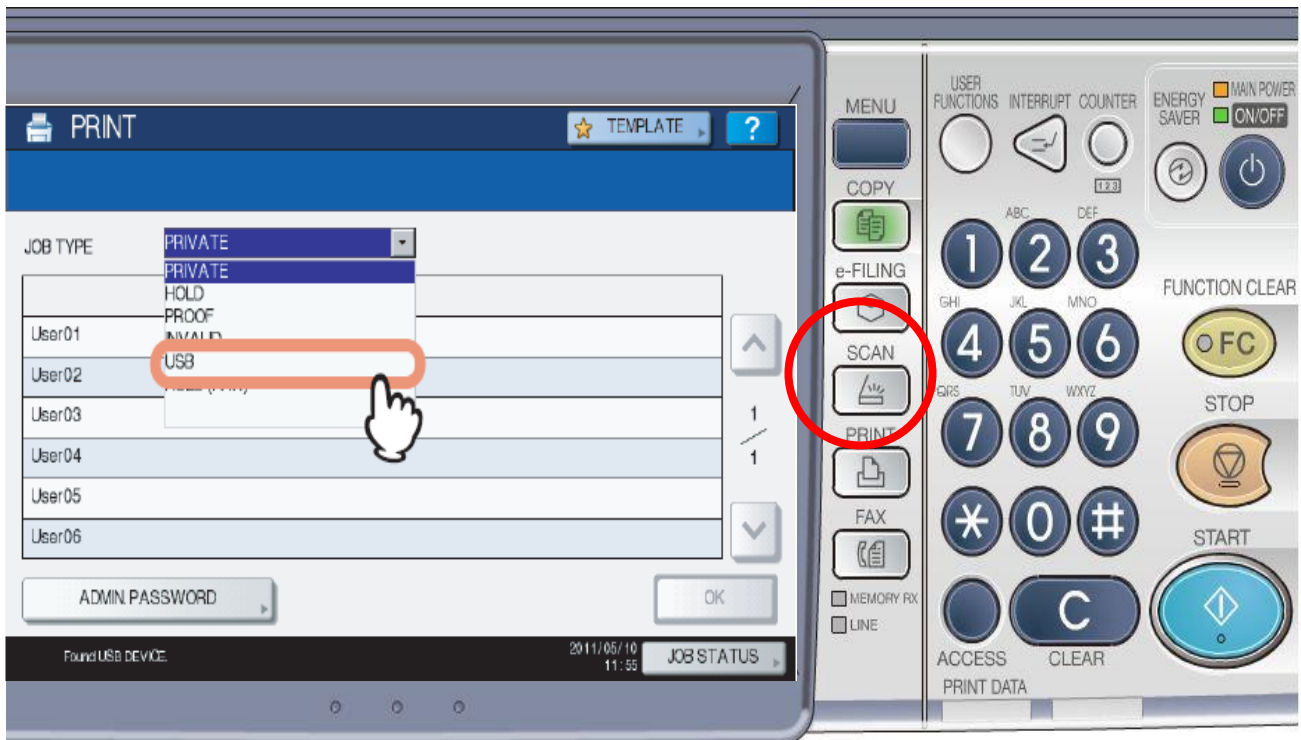 PRINT
TEMPLATE
?
JOB TYPE
PRIVATE
PRIVATE
HOLD
PROOF
INVALID
USB
User01
User02
User03
User04
User05
User06
1
1
ADMIN. PASSWORD
OK
Found USB DEVICE.
2011/05/10
11:55
JOB STATUS
MENU
COPY
e-FILING
SCAN
PRINT
FAX
MEMORY RX
LINE
USER
FUNCTIONS INTERRUPT COUNTER
123
ENERGY
SAVER
MAIN POWER
ON/OFF
ABC DEF
1 2 3
GHI JKL MNO
4 5 6
QRS TUV WXYZ
7 8 9
* 0 #
C
ACCESS CLEAR
PRINT DATA
FUNCTION CLEAR
FC
STOP
START